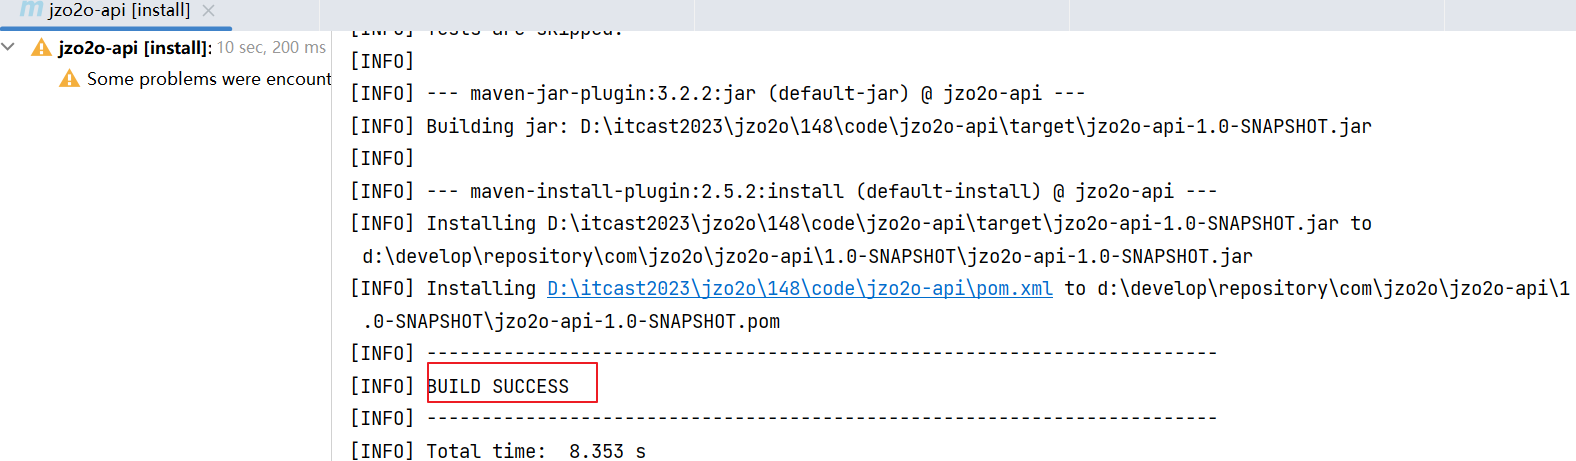 m jzo2o-api [install] ×
jzo2o-api [install]: 10 sec, 200 ms
Some problems were encount
[INFO] Tests are skipped.
[INFO]
[INFO] --- maven-jar-plugin:3.2.2:jar (default-jar) @ jzo2o-api ---
[INFO] Building jar: D:\itcast2023\jzo2o\148\code\jzo2o-api\target\jzo2o-api-1.0-SNAPSHOT.jar
[INFO]
[INFO] --- maven-install-plugin:2.5.2:install (default-install) @ jzo2o-api ---
[INFO] Installing D:\itcast2023\jzo2o\148\code\jzo2o-api\target\jzo2o-api-1.0-SNAPSHOT.jar to
d:\develop\repository\com\jzo2o\jzo2o-api\1.0-SNAPSHOT\jzo2o-api-1.0-SNAPSHOT.jar
[INFO] Installing D:\itcast2023\jzo2o\148\code\jzo2o-api\pom.xml to d:\develop\repository\com\jzo2o\jzo2o-api\1
.0-SNAPSHOT\jzo2o-api-1.0-SNAPSHOT.pom
[INFO] ------------------------------------------------------------------------
[INFO] BUILD SUCCESS
[INFO] ------------------------------------------------------------------------
[INFO] Total time:  8.353 s